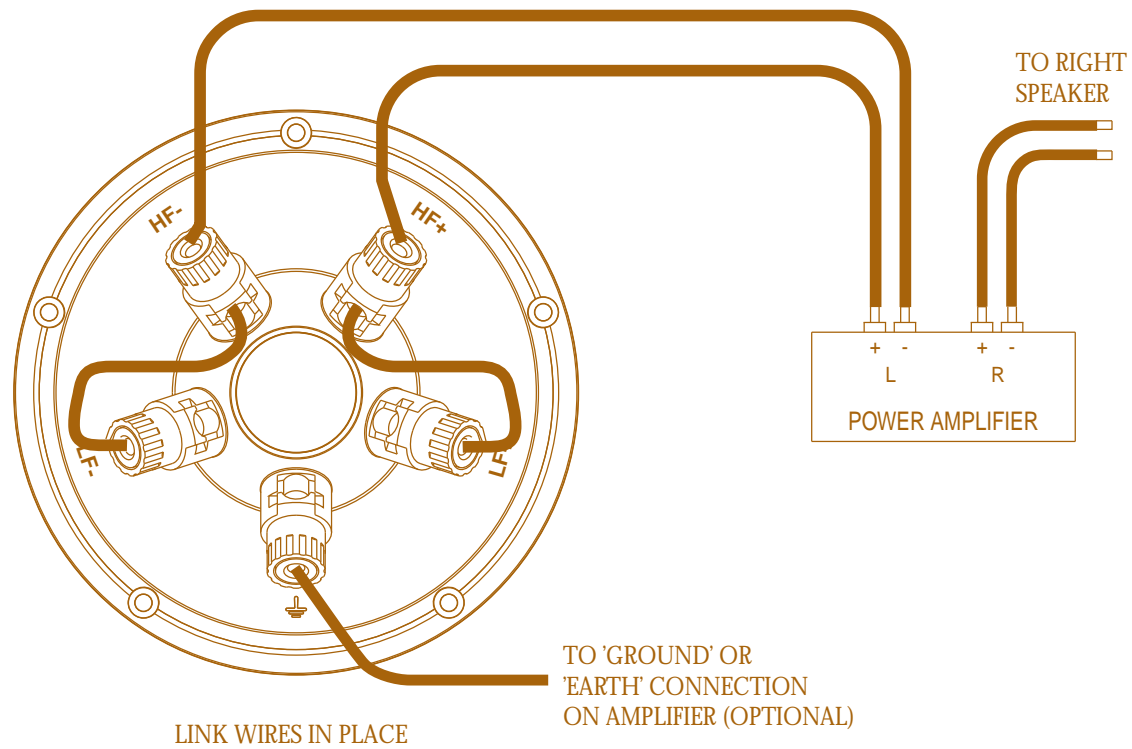 TO RIGHT
SPEAKER
HF-
HF+
+ - + -
L R
POWER AMPLIFIER
LF-
LF
TO 'GROUND' OR
'EARTH' CONNECTION
ON AMPLIFIER (OPTIONAL)
LINK WIRES IN PLACE